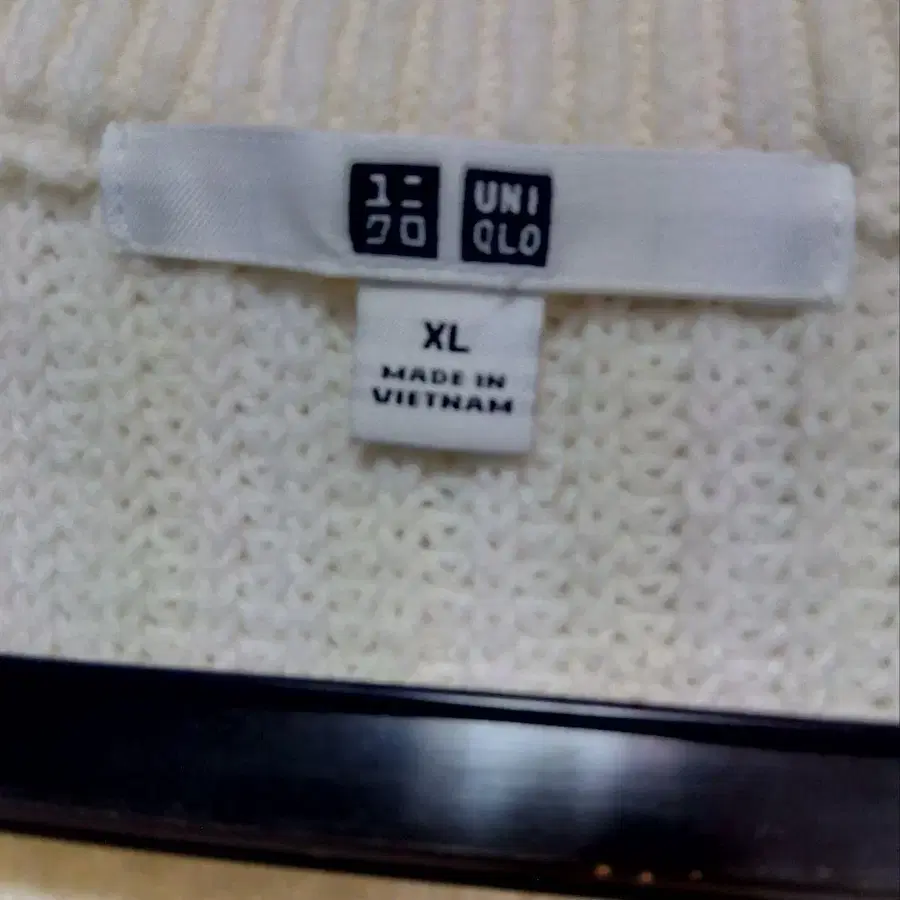 ユニ
クロ
UNI
QLO
XL
MADE IN
VIETNAM